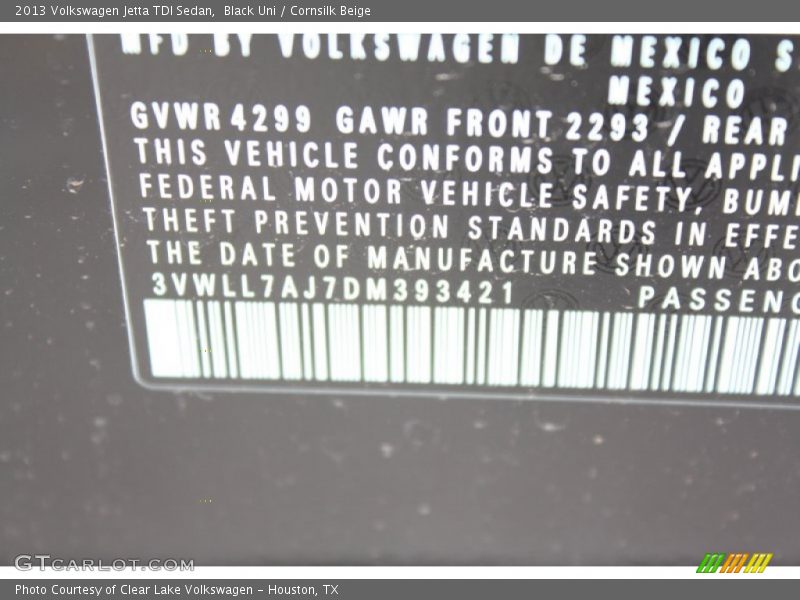 2013 Volkswagen Jetta TDI Sedan, Black Uni / Cornsilk Beige
MFD BY VOLKSWAGEN DE MEXICO S
MEXICO
GVWR 4299 GAWR FRONT 2293 / REAR
THIS VEHICLE CONFORMS TO ALL APPLI
FEDERAL MOTOR VEHICLE SAFETY, BUM
THEFT PREVENTION STANDARDS IN EFFE
THE DATE OF MANUFACTURE SHOWN ABO
3VWLL7AJ7DM393421 PASSENG
GTCARLOT.COM
Photo Courtesy of Clear Lake Volkswagen – Houston, TX